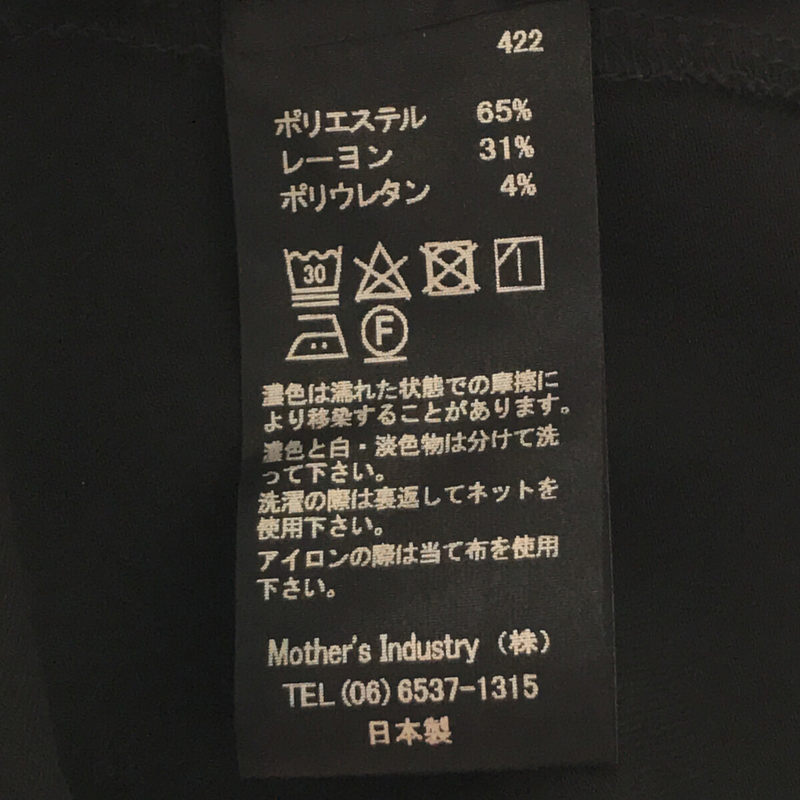 422
ポリエステル 65%
レーヨン 31%
ポリウレタン 4%
30
F
濃色は濡れた状態での摩擦に
より移染することがあります。
濃色と白・淡色物は分けて洗
って下さい。
洗濯の際は裏返してネットを
使用下さい。
アイロンの際は当て布を使用
下さい。
Mother's Industry (株)
TEL (06) 6537-1315
日本製